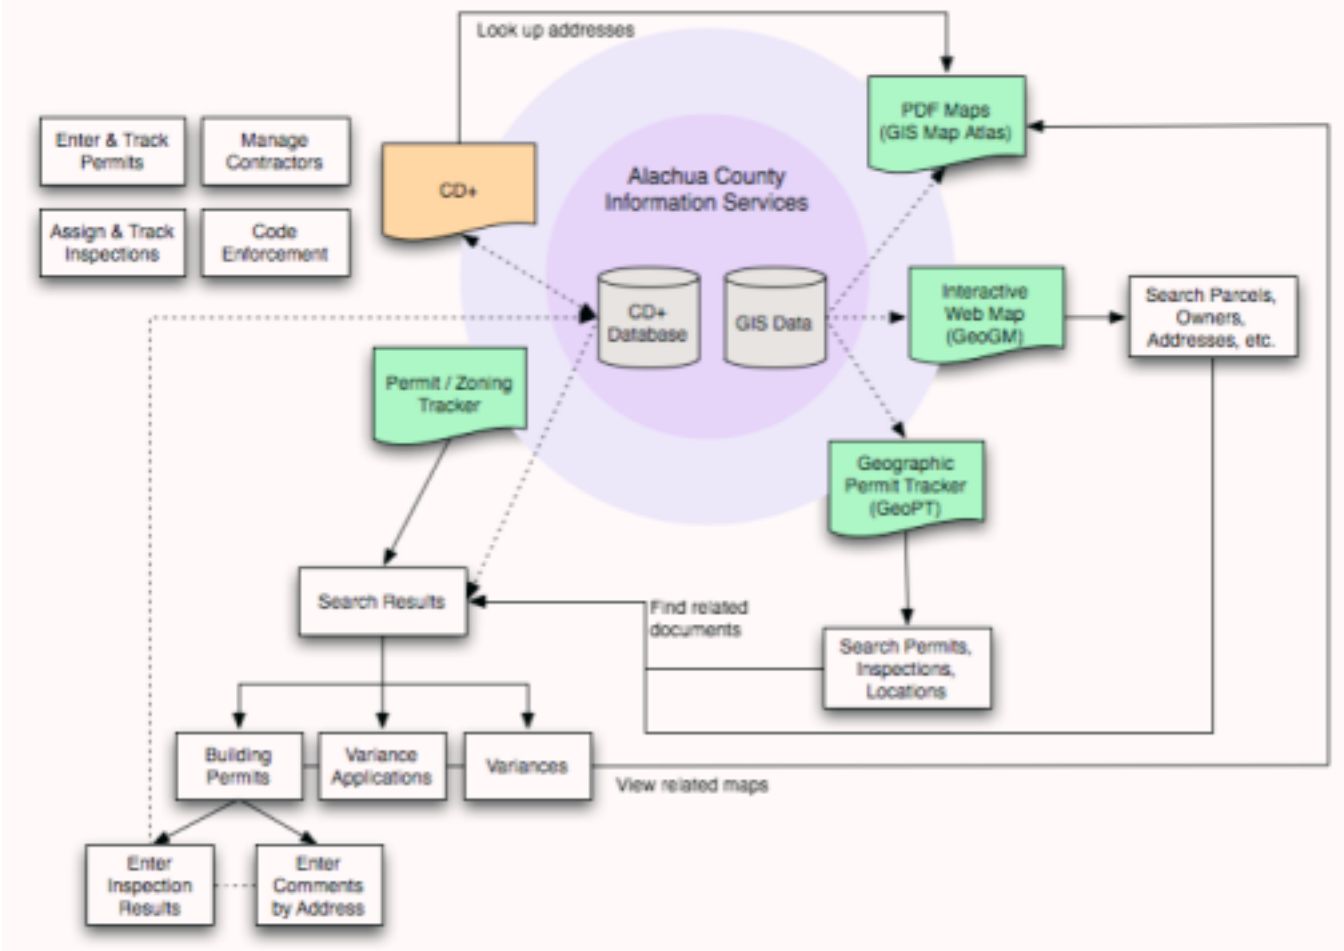 Look up addresses
PDF Maps
(GIS Map Atlas)
Enter & Track
Permits
Manage
Contractors
CD+
Alachua County
Information Services
Assign & Track
Inspections
Code
Enforcement
CD+
Database
GIS Data
Interactive
Web Map
(GeoGM)
Search Parcels,
Owners,
Addresses, etc.
Permit / Zoning
Tracker
Geographic
Permit Tracker
(GeoPT)
Search Results
Find related
documents
Search Permits,
Inspections,
Locations
Building
Permits
Variance
Applications
Variances
View related maps
Enter
Inspection
Results
Enter
Comments
by Address